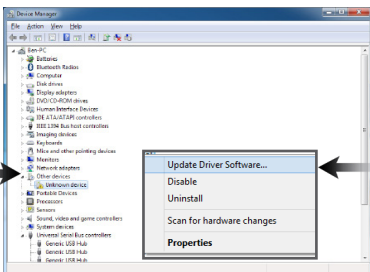 Device Manager
File Action View Help
Ben-PC
Batteries
Bluetooth Radios
Computer
Disk drives
Display adapters
DVD/CD-ROM drives
Human Interface Devices
IDE ATA/ATAPI controllers
IEEE 1394 Bus host controllers
Imaging devices
Keyboards
Mice and other pointing devices
Monitors
Network adapters
Other devices
Unknown device
Portable Devices
Processors
Sensors
Sound, video and game controllers
System devices
Universal Serial Bus controllers
Generic USB Hub
Generic USB Hub
Generic USB Hub
Update Driver Software...
Disable
Uninstall
Scan for hardware changes
Properties